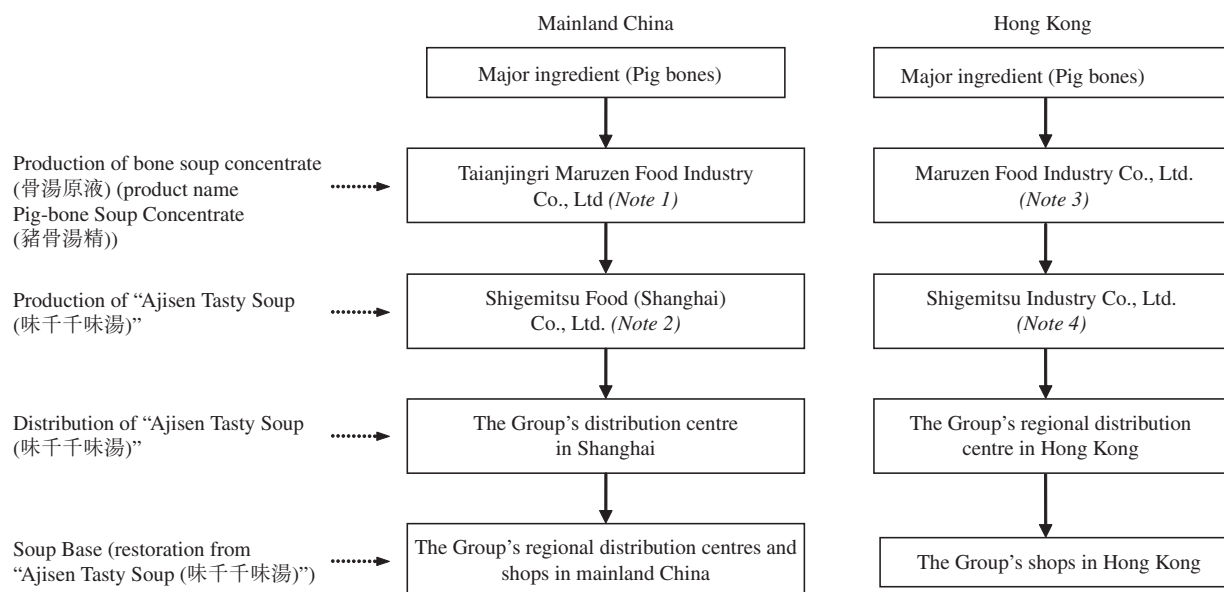 Mainland China
Hong Kong
Major ingredient (Pig bones)
Major ingredient (Pig bones)
Production of bone soup concentrate
(骨湯原液) (product name
Pig-bone Soup Concentrate
(豬骨湯精))
Taianjingri Maruzen Food Industry
Co., Ltd (Note 1)
Maruzen Food Industry Co., Ltd.
(Note 3)
Production of “Ajisen Tasty Soup
(味千千味湯)”
Shigemitsu Food (Shanghai)
Co., Ltd. (Note 2)
Shigemitsu Industry Co., Ltd.
(Note 4)
Distribution of “Ajisen Tasty Soup
(味千千味湯)”
The Group’s distribution centre
in Shanghai
The Group’s regional distribution
centre in Hong Kong
Soup Base (restoration from
“Ajisen Tasty Soup (味千千味湯)”)
The Group’s regional distribution centres and
shops in mainland China
The Group’s shops in Hong Kong